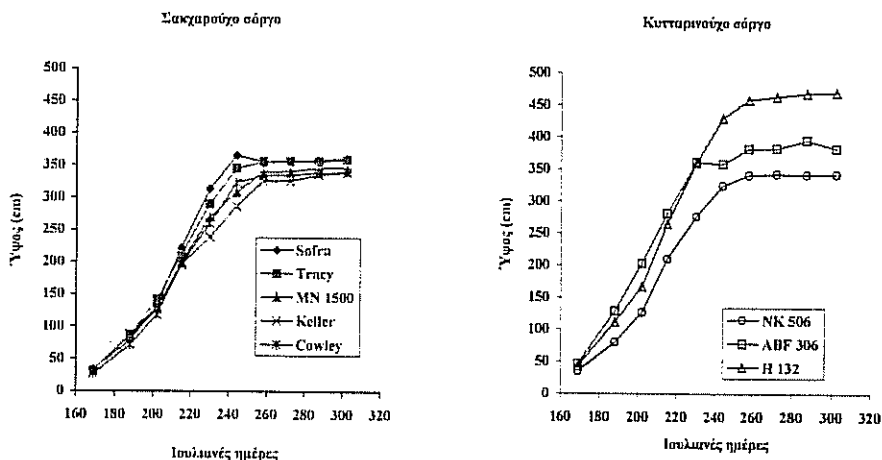 Σακχαρούχο σόργο
500
450
400
350
300
250
200
150
100
50
0
Ύψος (cm)
160 180 200 220 240 260 280 300 320
Ιουλιανές ημέρες
Sofra
Tracy
MN 1500
Keller
Cowley
Κυτταρινούχο σόργο
500
450
400
350
300
250
200
150
100
50
0
Ύψος (cm)
160 180 200 220 240 260 280 300 320
Ιουλιανές ημέρες
NK 506
ABF 306
H 132